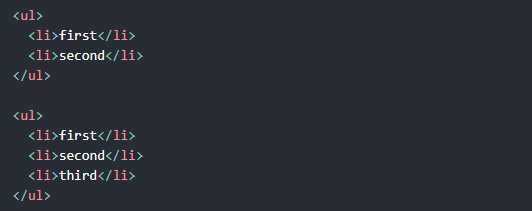 <ul>
  <li>first</li>
  <li>second</li>
</ul>

<ul>
  <li>first</li>
  <li>second</li>
  <li>third</li>
</ul>